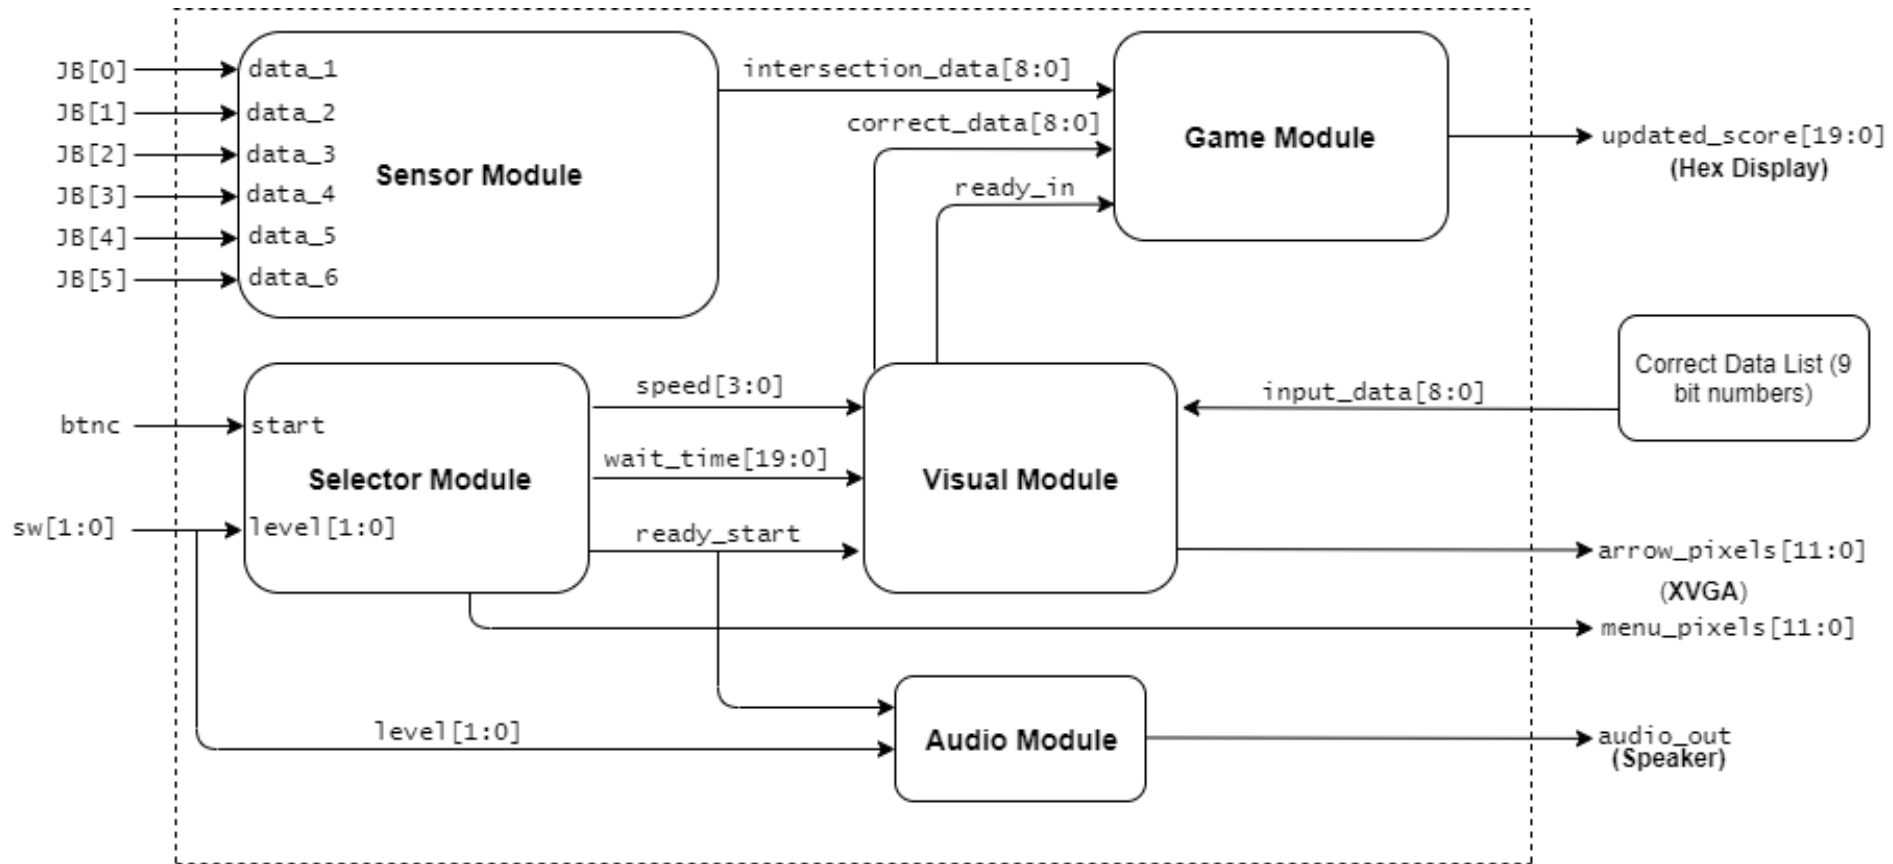 JB[0]
JB[1]
JB[2]
JB[3]
JB[4]
JB[5]
data_1
data_2
data_3
data_4
data_5
data_6
Sensor Module
intersection_data[8:0]
correct_data[8:0]
ready_in
Game Module
updated_score[19:0]
(Hex Display)
btnc
start
sw[1:0]
level[1:0]
Selector Module
speed[3:0]
wait_time[19:0]
ready_start
Visual Module
input_data[8:0]
Correct Data List (9
bit numbers)
arrow_pixels[11:0]
(XVGA)
menu_pixels[11:0]
level[1:0]
Audio Module
audio_out
(Speaker)